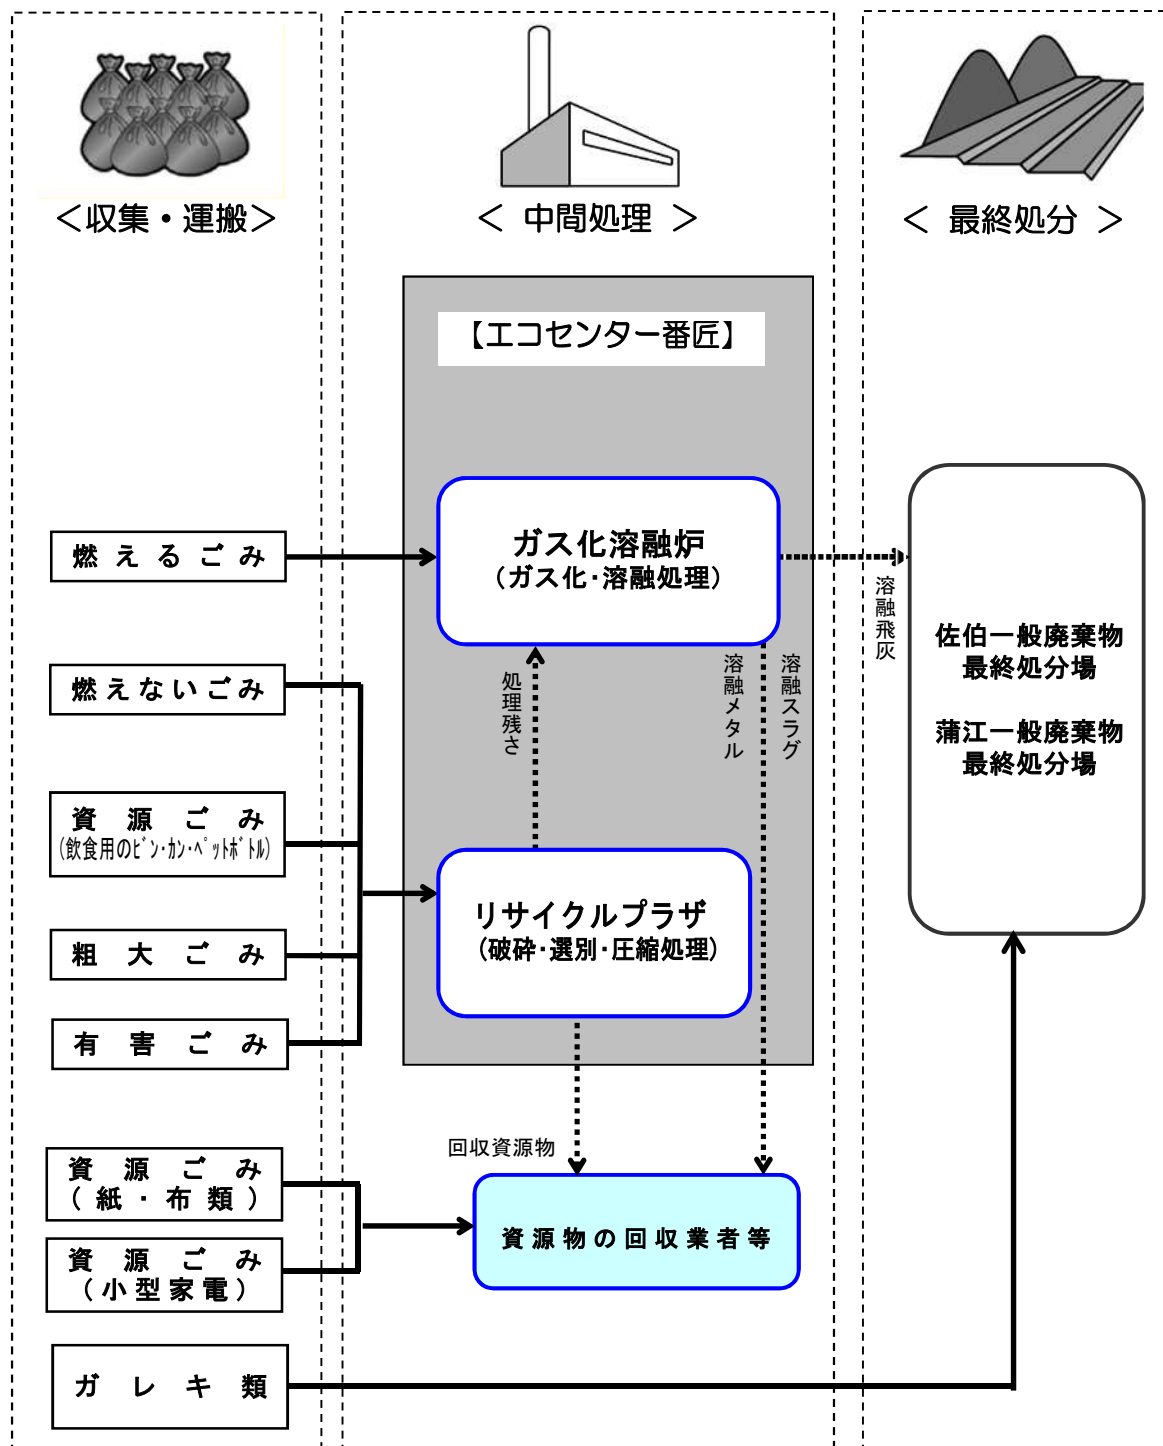 ＜収集・運搬＞
＜ 中間処理 ＞
＜ 最終処分 ＞
【エコセンター番匠】
燃えるごみ
ガス化溶融炉
（ガス化・溶融処理）
溶融飛灰
佐伯一般廃棄物
最終処分場
蒲江一般廃棄物
最終処分場
燃えないごみ
処理残さ
溶融メタル
溶融スラグ
資源ごみ
（飲食用のﾋﾞﾝ・ｶﾝ・ﾍﾟｯﾄﾎﾞﾄﾙ）
リサイクルプラザ
（破砕・選別・圧縮処理）
粗大ごみ
有害ごみ
回収資源物
資源ごみ
（紙・布類）
資源物の回収業者等
資源ごみ
（小型家電）
ガレキ類